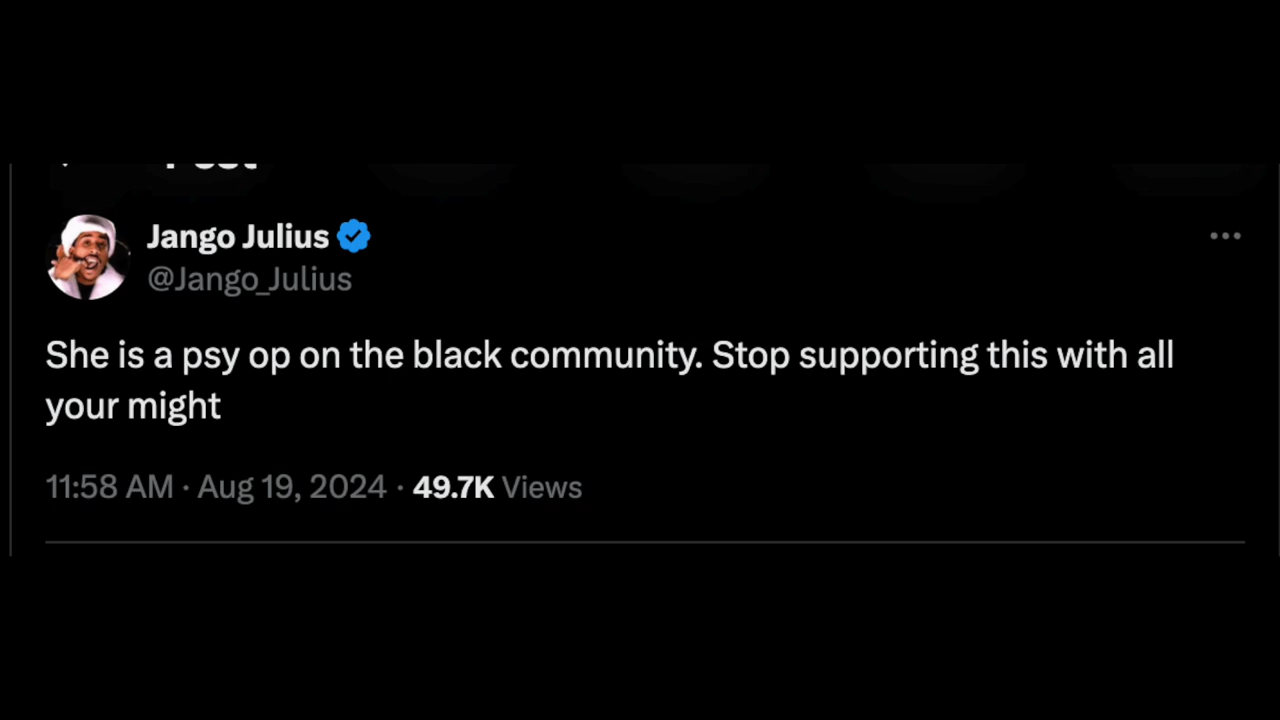 Jango Julius
@Jango_Julius
She is a psy op on the black community. Stop supporting this with all
your might
11:58 AM · Aug 19, 2024 · 49.7K Views